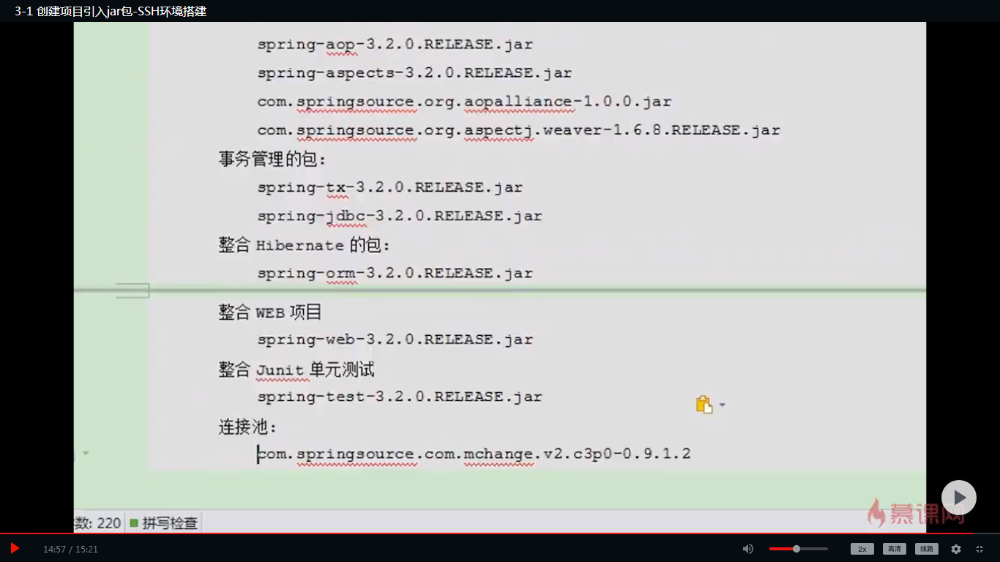 3-1 创建项目引入jar包-SSH环境搭建
spring-aop-3.2.0.RELEASE.jar
spring-aspects-3.2.0.RELEASE.jar
com.springsource.org.aopalliance-1.0.0.jar
com.springsource.org.aspectj.weaver-1.6.8.RELEASE.jar
事务管理的包:
spring-tx-3.2.0.RELEASE.jar
spring-jdbc-3.2.0.RELEASE.jar
整合 Hibernate 的包:
spring-orm-3.2.0.RELEASE.jar
整合 WEB 项目
spring-web-3.2.0.RELEASE.jar
整合 Junit 单元测试
spring-test-3.2.0.RELEASE.jar
连接池:
com.springsource.com.mchange.v2.c3p0-0.9.1.2
数: 220 拼写检查
慕课网
14:57 / 15:21 2x 高清 线路